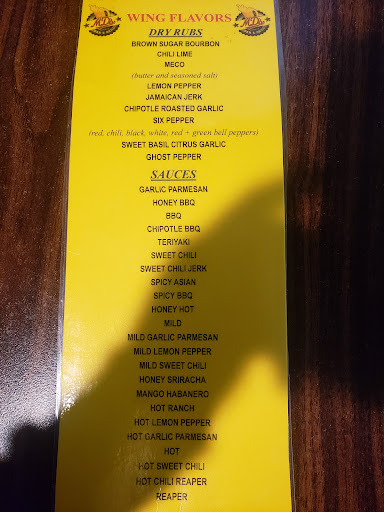 WING FLAVORS
DRY RUBS
BROWN SUGAR BOURBON
CHILI LIME
MECO
(butter and seasoned salt)
LEMON PEPPER
JAMAICAN JERK
CHIPOTLE ROASTED GARLIC
SIX PEPPER
(red, chili, black, white, red + green bell peppers)
SWEET BASIL CITRUS GARLIC
GHOST PEPPER
SAUCES
GARLIC PARMESAN
HONEY BBQ
BBQ
CHIPOTLE BBQ
TERIYAKI
SWEET CHILI
SWEET CHILI JERK
SPICY ASIAN
SPICY BBQ
HONEY HOT
MILD
MILD GARLIC PARMESAN
MILD LEMON PEPPER
MILD SWEET CHILI
HONEY SRIRACHA
MANGO HABANERO
HOT RANCH
HOT LEMON PEPPER
HOT GARLIC PARMESAN
HOT
HOT SWEET CHILI
HOT CHILI REAPER
REAPER